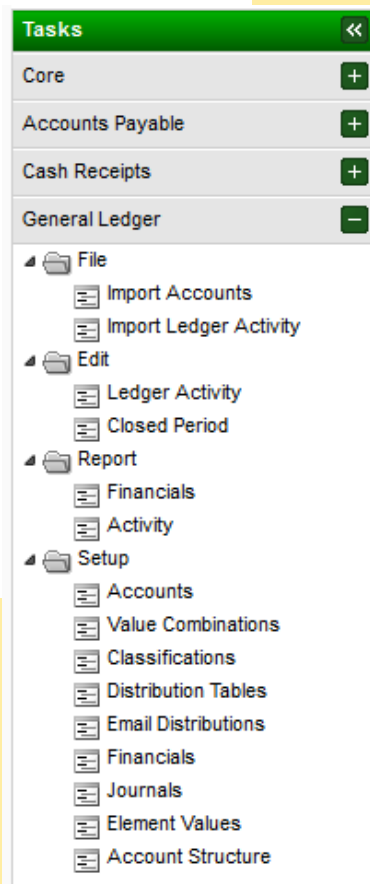 Tasks
Core
Accounts Payable
Cash Receipts
General Ledger
File
Import Accounts
Import Ledger Activity
Edit
Ledger Activity
Closed Period
Report
Financials
Activity
Setup
Accounts
Value Combinations
Classifications
Distribution Tables
Email Distributions
Financials
Journals
Element Values
Account Structure